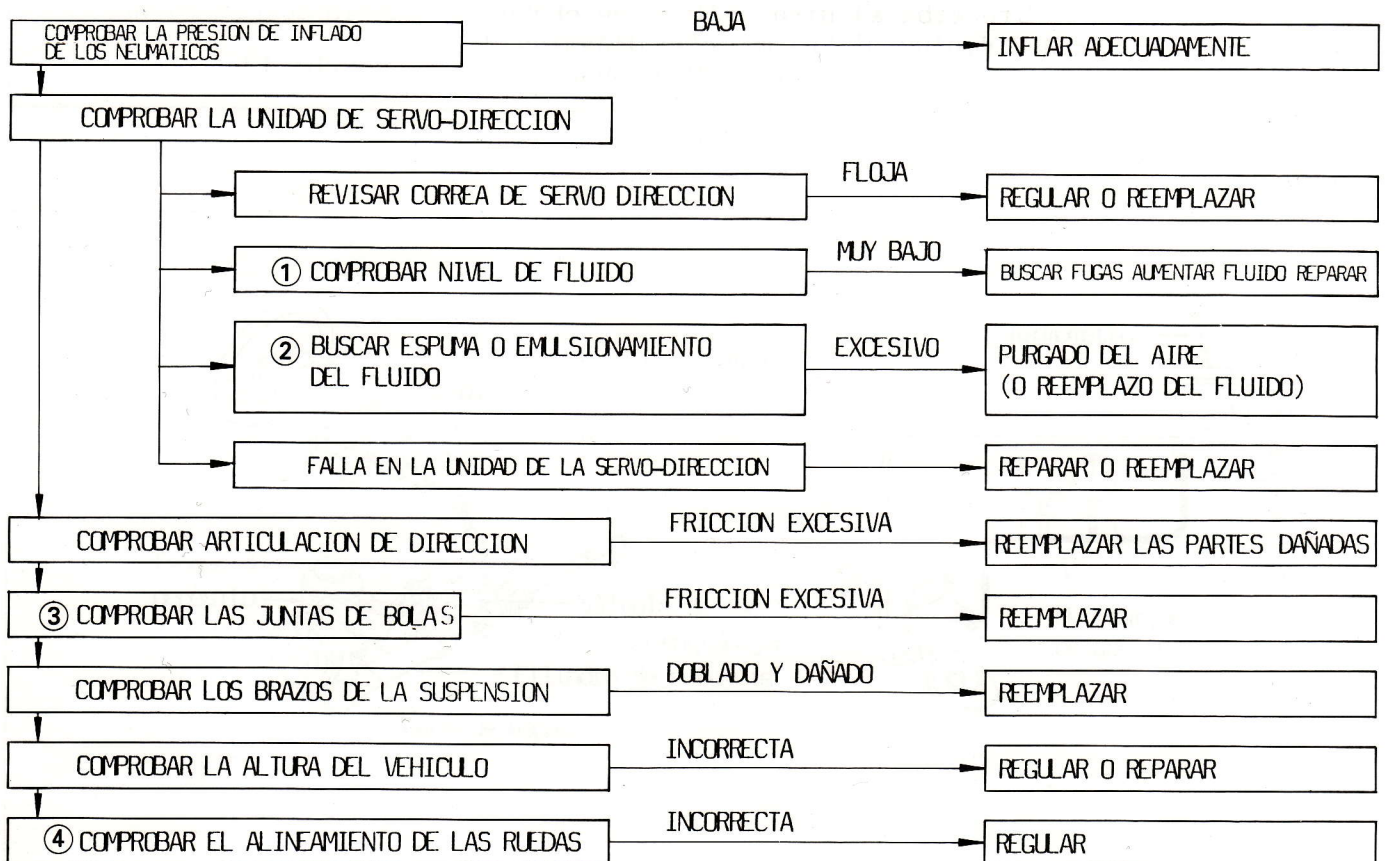 COMPROBAR LA PRESION DE INFLADO
DE LOS NEUMATICOS
BAJA
INFLAR ADECUADAMENTE
COMPROBAR LA UNIDAD DE SERVO-DIRECCION
REVISAR CORREA DE SERVO DIRECCION
FLOJA
REGULAR O REEMPLAZAR
① COMPROBAR NIVEL DE FLUIDO
MUY BAJO
BUSCAR FUGAS AUMENTAR FLUIDO REPARAR
② BUSCAR ESPUMA O EMULSIONAMIENTO
DEL FLUIDO
EXCESIVO
PURGADO DEL AIRE
(O REEMPLAZO DEL FLUIDO)
FALLA EN LA UNIDAD DE LA SERVO-DIRECCION
REPARAR O REEMPLAZAR
COMPROBAR ARTICULACION DE DIRECCION
FRICCION EXCESIVA
REEMPLAZAR LAS PARTES DAÑADAS
③ COMPROBAR LAS JUNTAS DE BOLAS
FRICCION EXCESIVA
REEMPLAZAR
COMPROBAR LOS BRAZOS DE LA SUSPENSION
DOBLADO Y DAÑADO
REEMPLAZAR
COMPROBAR LA ALTURA DEL VEHICULO
INCORRECTA
REGULAR O REPARAR
④ COMPROBAR EL ALINEAMIENTO DE LAS RUEDAS
INCORRECTA
REGULAR